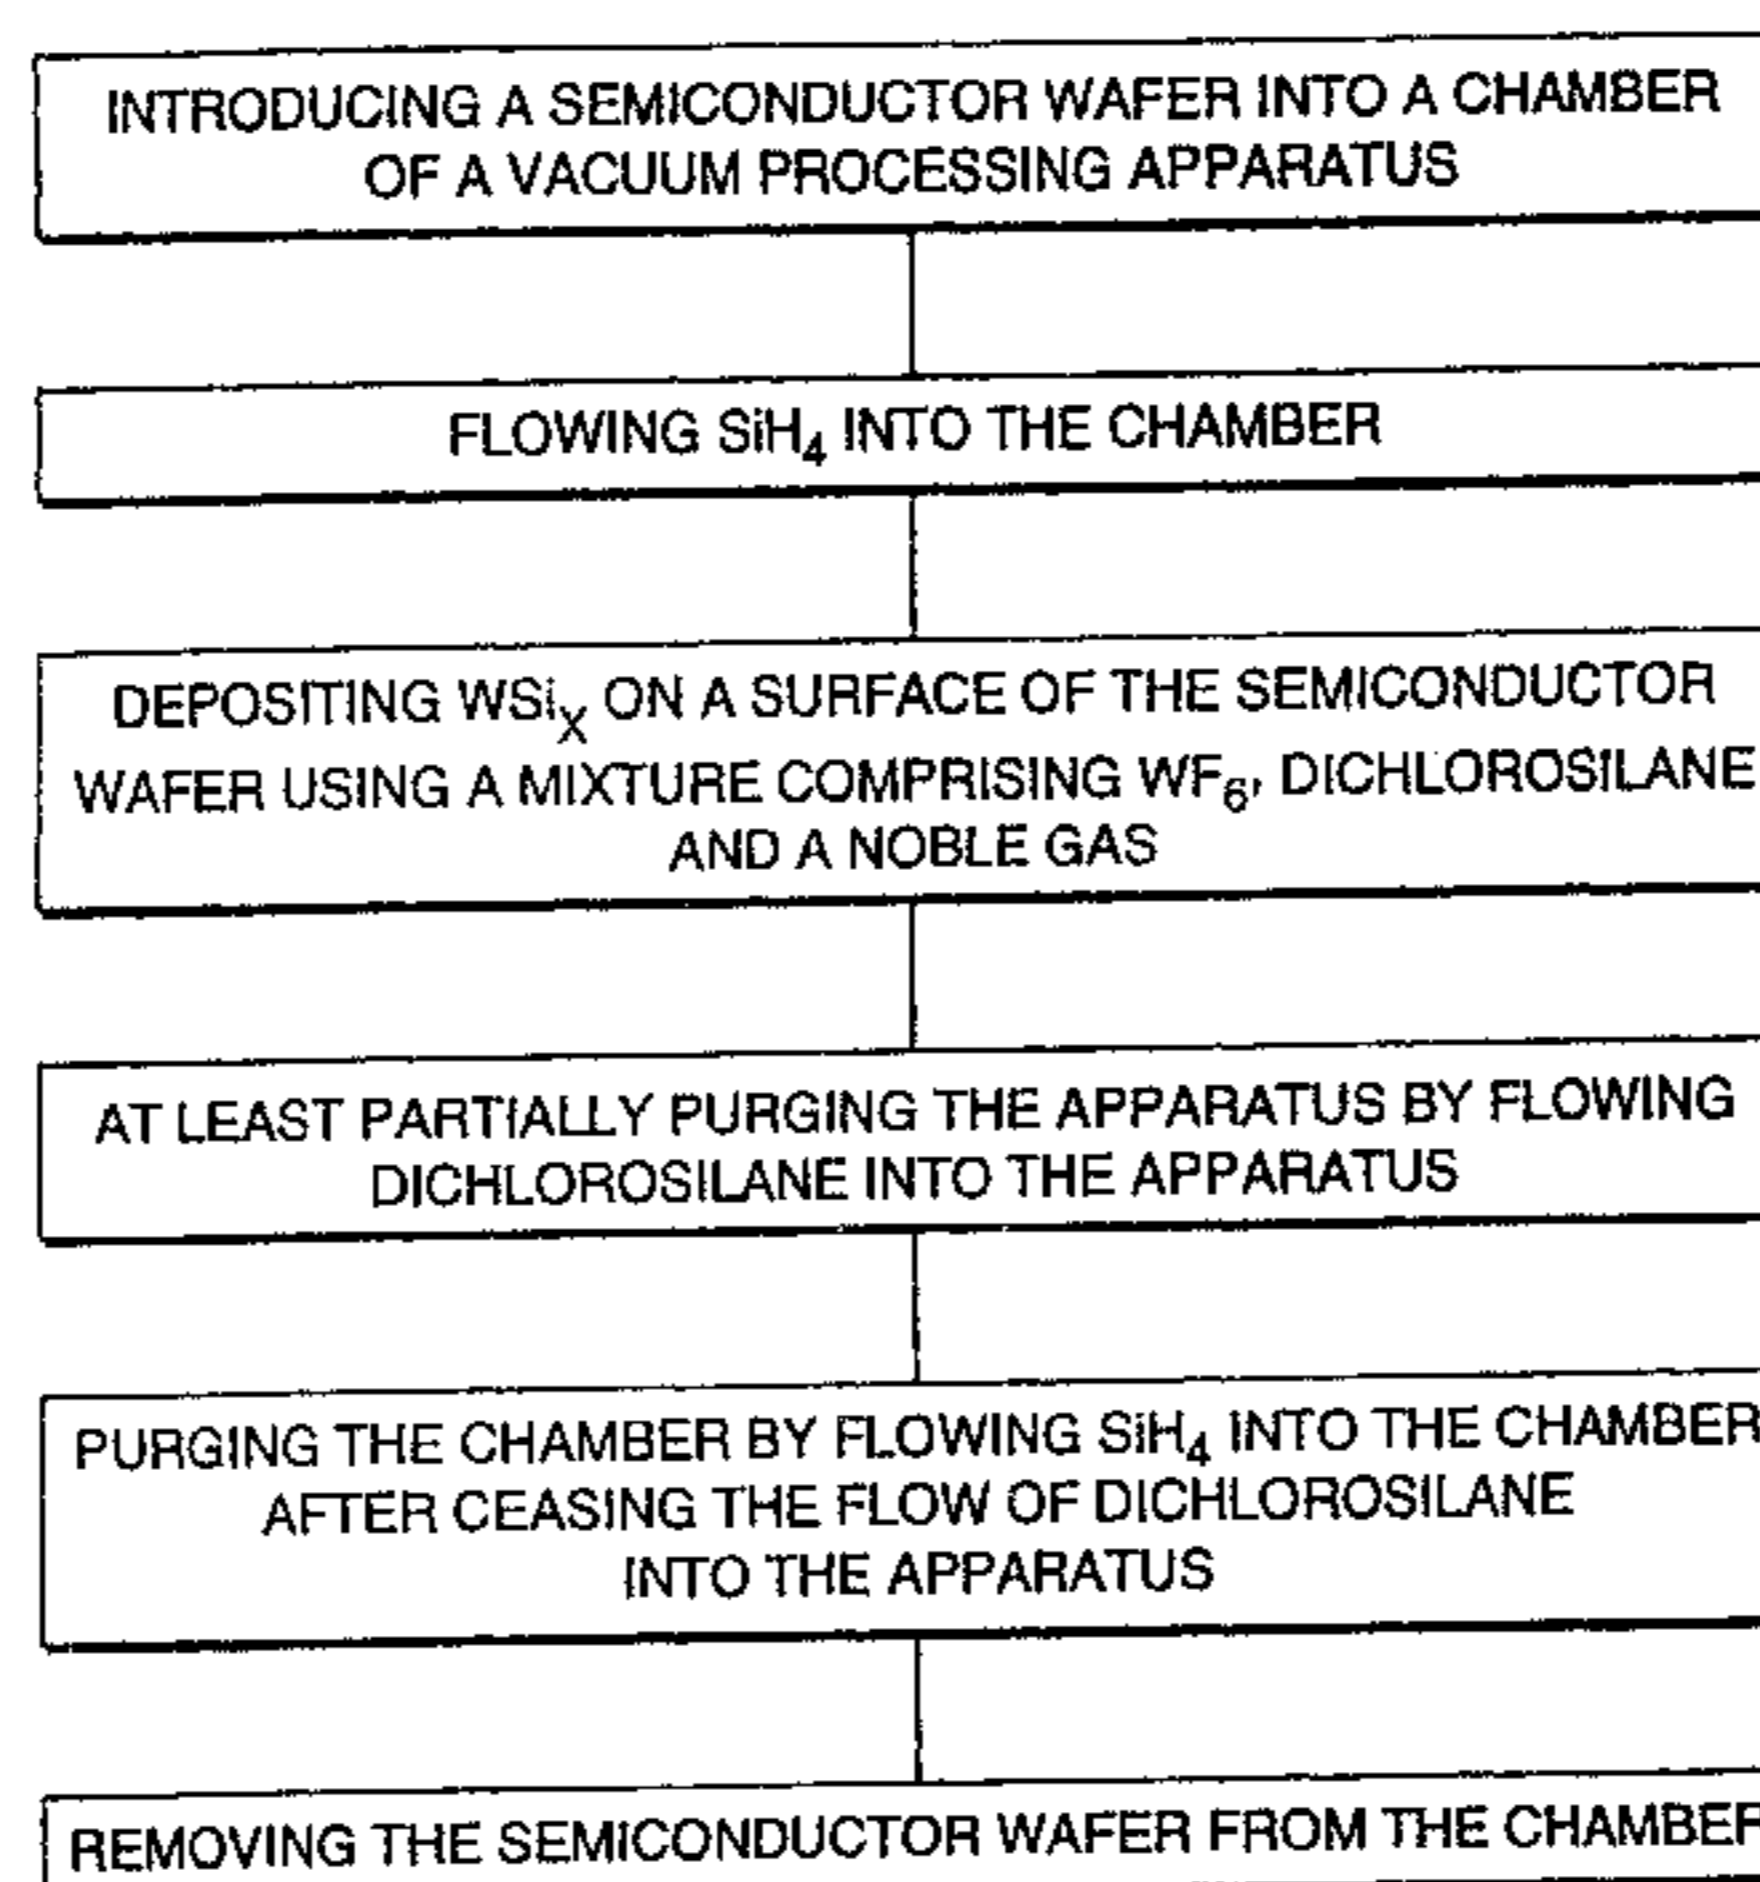 INTRODUCING A SEMICONDUCTOR WAFER INTO A CHAMBER
OF A VACUUM PROCESSING APPARATUS
FLOWING SiH₄ INTO THE CHAMBER
DEPOSITING WSiₓ ON A SURFACE OF THE SEMICONDUCTOR
WAFER USING A MIXTURE COMPRISING WF₆, DICHLOROSILANE
AND A NOBLE GAS
AT LEAST PARTIALLY PURGING THE APPARATUS BY FLOWING
DICHLOROSILANE INTO THE APPARATUS
PURGING THE CHAMBER BY FLOWING SiH₄ INTO THE CHAMBER
AFTER CEASING THE FLOW OF DICHLOROSILANE
INTO THE APPARATUS
REMOVING THE SEMICONDUCTOR WAFER FROM THE CHAMBER